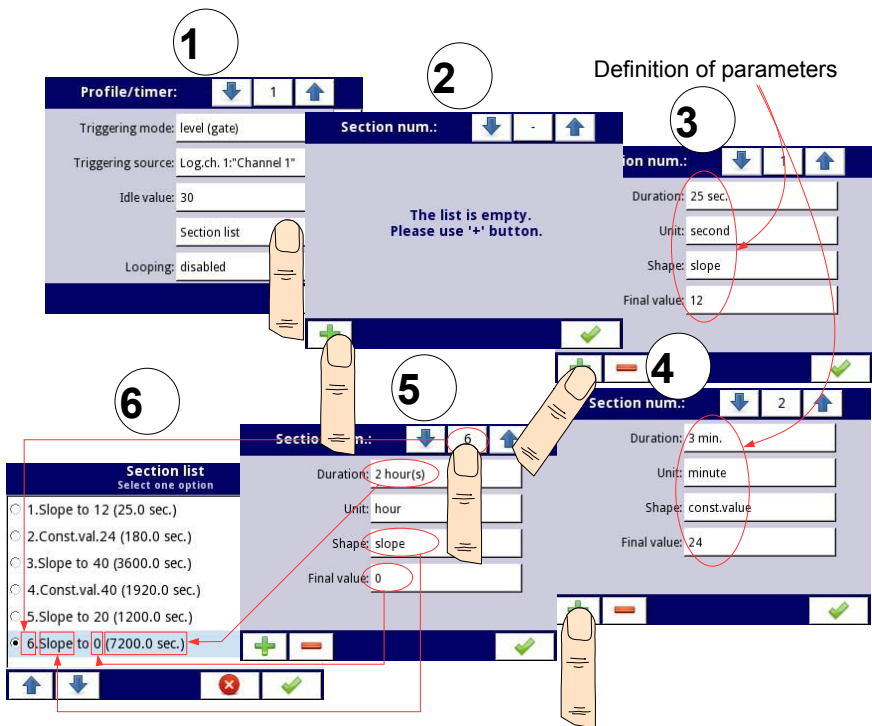 1
Profile/timer:
1
Triggering mode: level (gate)
Triggering source: Log.ch. 1:"Channel 1"
Idle value: 30
Section list
Looping: disabled
2
Section num.:
-
The list is empty.
Please use '+' button.
Definition of parameters
3
ion num.:
1
Duration: 25 sec.
Unit: second
Shape: slope
Final value: 12
4
Section num.:
2
Duration: 3 min.
Unit: minute
Shape: const.value
Final value: 24
5
Section num.:
6
Duration: 2 hour(s)
Unit: hour
Shape: slope
Final value: 0
6
Section list
Select one option
1.Slope to 12 (25.0 sec.)
2.Const.val.24 (180.0 sec.)
3.Slope to 40 (3600.0 sec.)
4.Const.val.40 (1920.0 sec.)
5.Slope to 20 (1200.0 sec.)
6.Slope to 0 (7200.0 sec.)